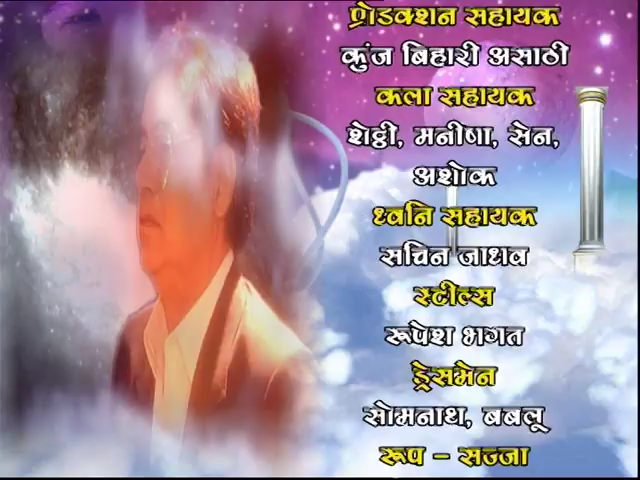 प्रोडक्शन सहायक
कुंज बिहारी असाठी
कला सहायक
शेट्टी, मनीषा, सेन,
अशोक
ध्वनि सहायक
सचिन जाधव
स्टील्स
रूपेश भगत
ड्रेसमेन
सोमनाथ, बबलू
रूप - सज्जा